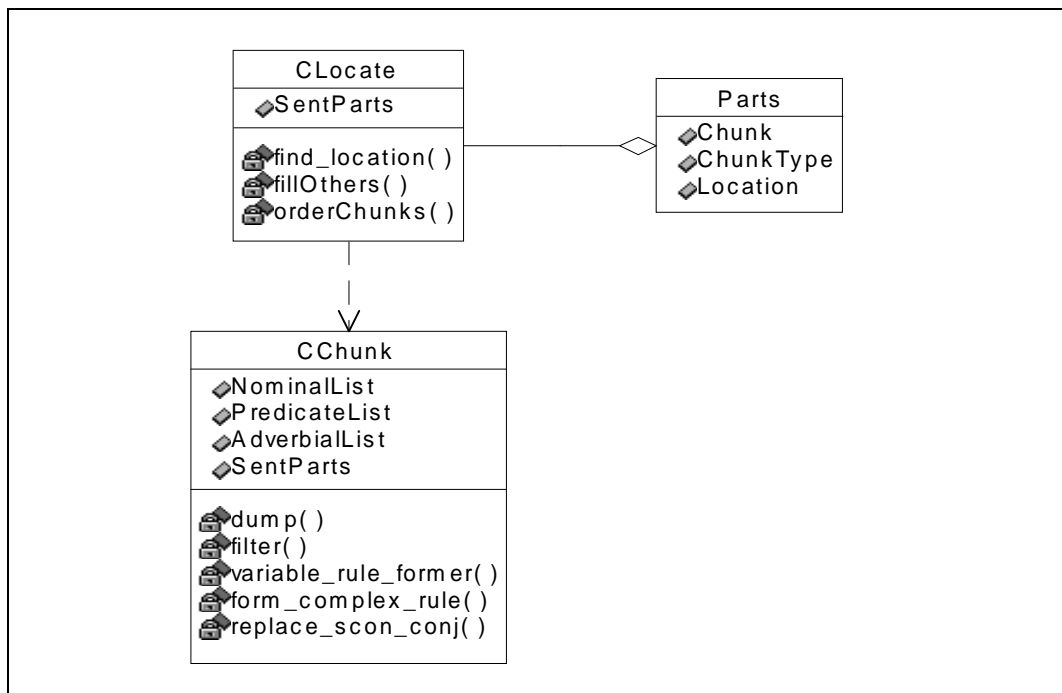 CLocate
SentParts
find_location( )
fillOthers( )
orderChunks( )
Parts
Chunk
ChunkType
Location
CChunk
NominalList
PredicateList
AdverbialList
SentParts
dump( )
filter( )
variable_rule_former( )
form_complex_rule( )
replace_scon_conj( )